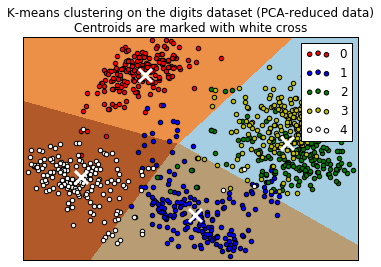 K-means clustering on the digits dataset (PCA-reduced data)
Centroids are marked with white cross
0
1
2
3
4